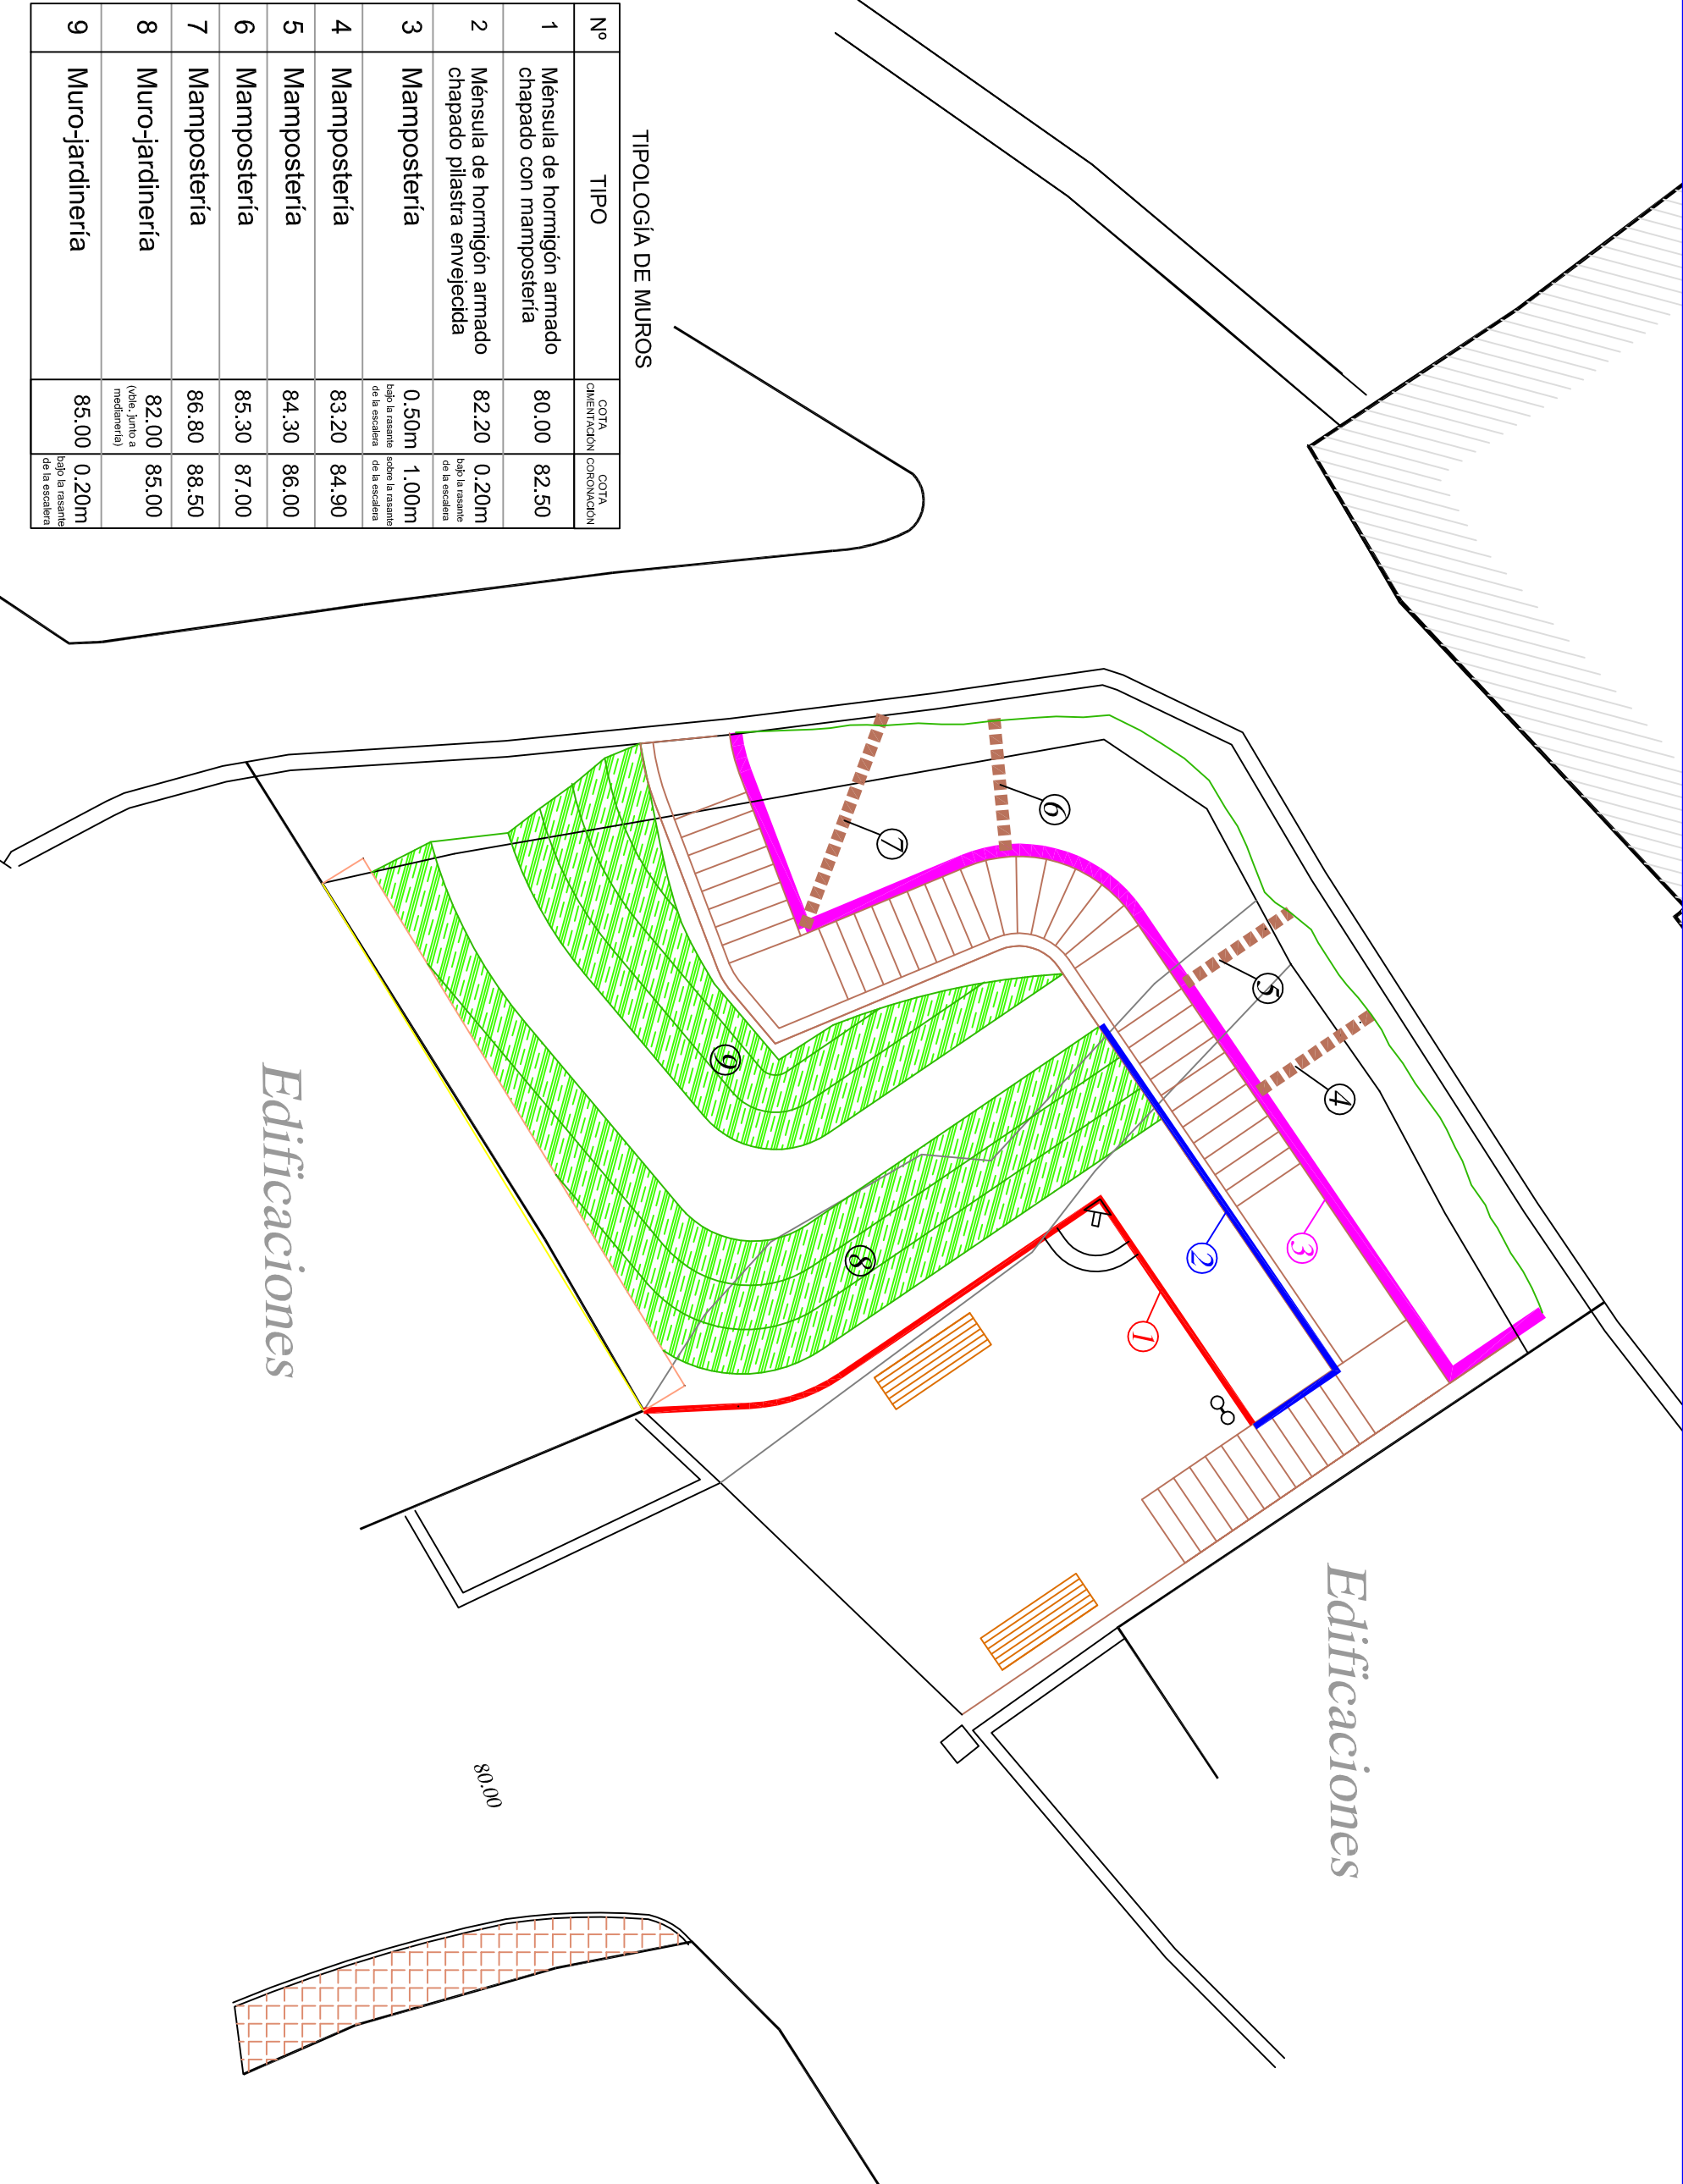 TIPOLOGÍA DE MUROS
Nº
TIPO
COTA
CIMENTACIÓN
COTA
CORONACIÓN
1
Ménsula de hormigón armado
chapado con mampostería
80.00
82.50
2
Ménsula de hormigón armado
chapado pilastra envejecida
82.20
0.20m
bajo la rasante
de la escalera
3
Mampostería
0.50m
bajo la rasante
de la escalera
1.00m
sobre la rasante
de la escalera
4
Mampostería
83.20
84.90
5
Mampostería
84.30
86.00
6
Mampostería
85.30
87.00
7
Mampostería
86.80
88.50
8
Muro-jardinería
82.00
(vble. junto a
medianería)
85.00
9
Muro-jardinería
85.00
0.20m
bajo la rasante
de la escalera
6
7
5
4
3
2
1
9
8
Edificaciones
Edificaciones
80.00